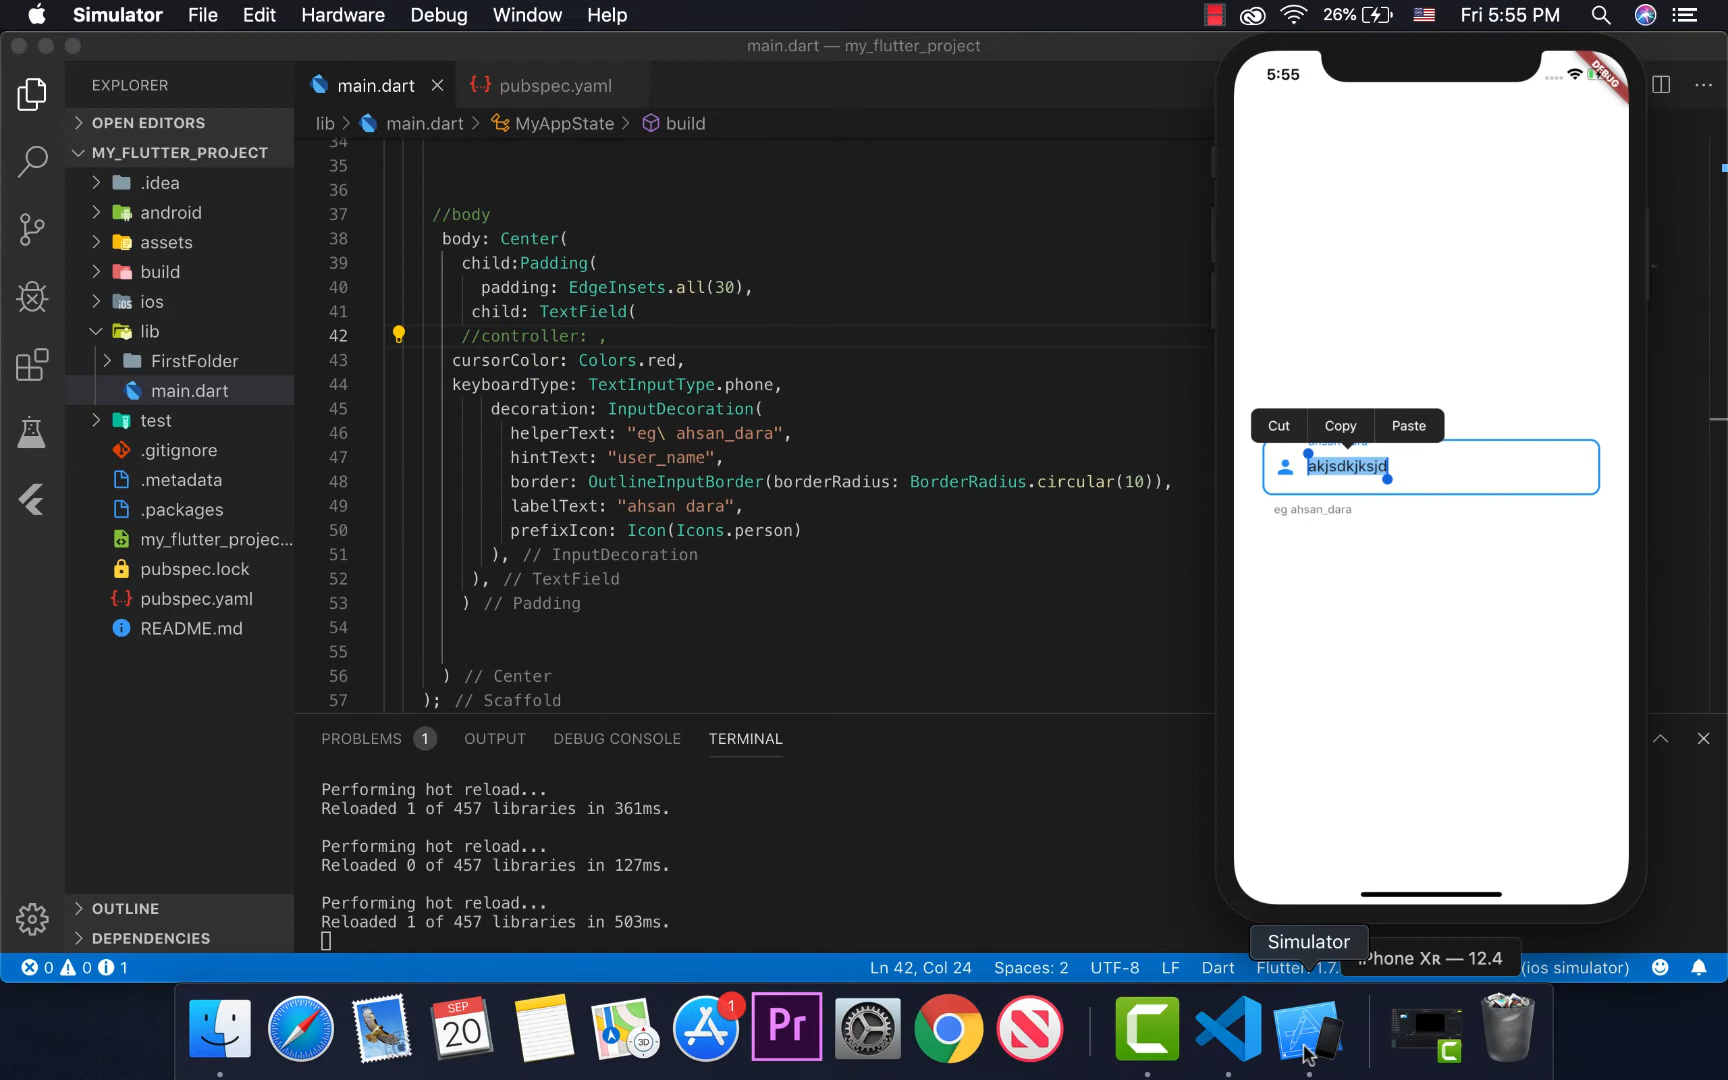 Simulator File Edit Hardware Debug Window Help 26% Fri 5:55 PM
main.dart — my_flutter_project
EXPLORER
OPEN EDITORS
MY_FLUTTER_PROJECT
.idea
android
assets
build
ios
lib
FirstFolder
main.dart
test
.gitignore
.metadata
.packages
my_flutter_projec...
pubspec.lock
pubspec.yaml
README.md
OUTLINE
DEPENDENCIES
main.dart pubspec.yaml
lib main.dart MyAppState build
34
35
36
37 //body
38 body: Center(
39 child:Padding(
40 padding: EdgeInsets.all(30),
41 child: TextField(
42 //controller: ,
43 cursorColor: Colors.red,
44 keyboardType: TextInputType.phone,
45 decoration: InputDecoration(
46 helperText: "eg\ ahsan_dara",
47 hintText: "user_name",
48 border: OutlineInputBorder(borderRadius: BorderRadius.circular(10)),
49 labelText: "ahsan dara",
50 prefixIcon: Icon(Icons.person)
51 ), // InputDecoration
52 ), // TextField
53 ) // Padding
54
55
56 ) // Center
57 ); // Scaffold
PROBLEMS 1 OUTPUT DEBUG CONSOLE TERMINAL
Performing hot reload...
Reloaded 1 of 457 libraries in 361ms.
Performing hot reload...
Reloaded 0 of 457 libraries in 127ms.
Performing hot reload...
Reloaded 1 of 457 libraries in 503ms.
5:55
DEBUG
Cut Copy Paste
akjsdkjksjd
eg ahsan_dara
Simulator
iPhone XR — 12.4
0 0 1 Ln 42, Col 24 Spaces: 2 UTF-8 LF Dart Flutter: 1.7. (ios simulator)
SEP
20
3D
1
Pr